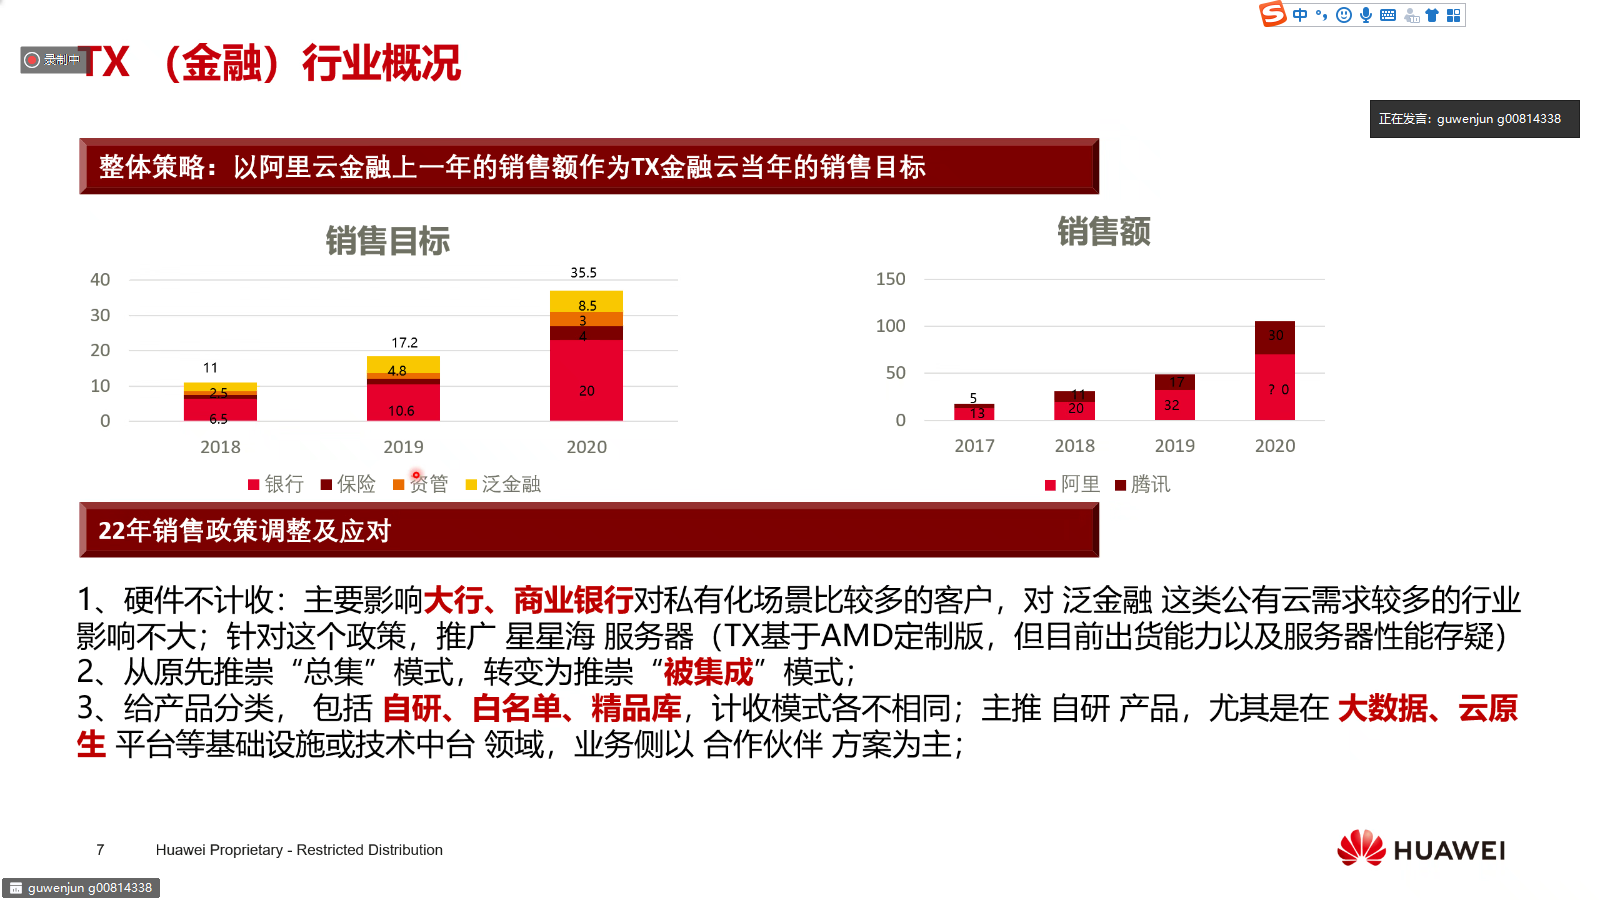 中
录制中
TX （金融）行业概况
正在发言: guwenjun g00814338
整体策略：以阿里云金融上一年的销售额作为TX金融云当年的销售目标
销售目标
40
30
20
10
0
11
2.5
6.5
17.2
4.8
10.6
35.5
8.5
3
4
20
2018
2019
2020
银行 保险 资管 泛金融
销售额
150
100
50
0
5
13
11
20
17
32
30
? 0
2017
2018
2019
2020
阿里 腾讯
22年销售政策调整及应对
1、硬件不计收：主要影响大行、商业银行对私有化场景比较多的客户，对 泛金融 这类公有云需求较多的行业
影响不大；针对这个政策，推广 星星海 服务器（TX基于AMD定制版，但目前出货能力以及服务器性能存疑）
2、从原先推崇“总集”模式，转变为推崇“被集成”模式；
3、给产品分类， 包括 自研、白名单、精品库，计收模式各不相同；主推 自研 产品，尤其是在 大数据、云原
生 平台等基础设施或技术中台 领域，业务侧以 合作伙伴 方案为主；
7
Huawei Proprietary - Restricted Distribution
HUAWEI
guwenjun g00814338